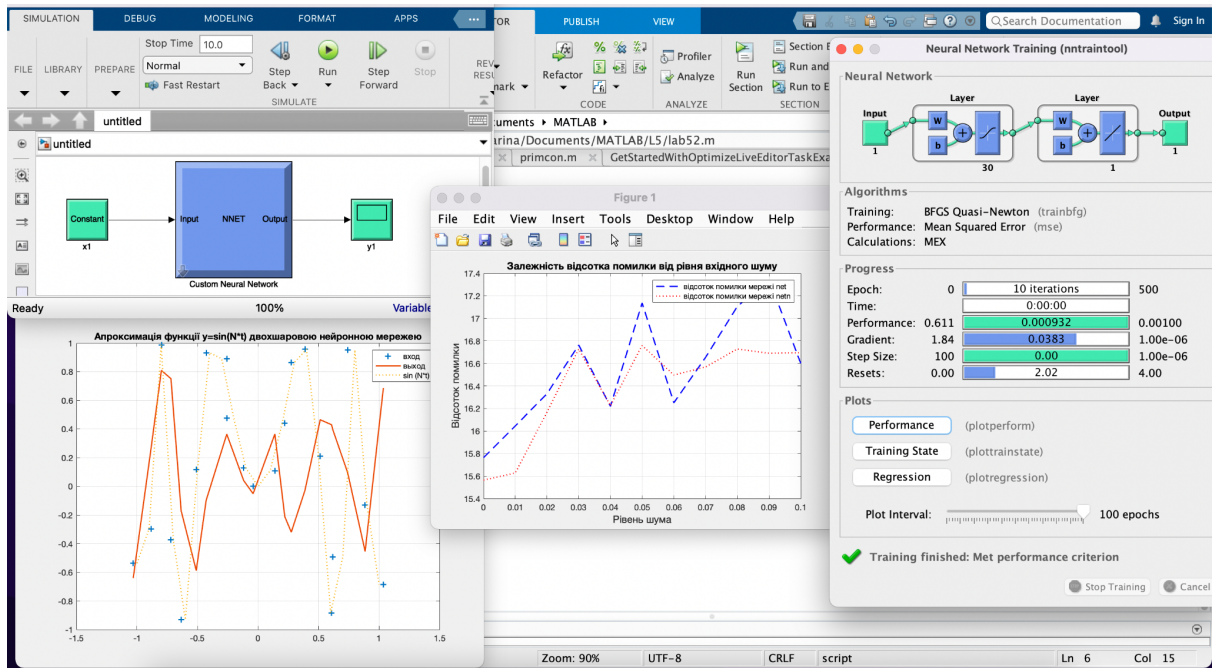 SIMULATION DEBUG MODELING FORMAT APPS
FILE
LIBRARY
PREPARE
Stop Time 10.0
Normal
Fast Restart
Step Back
Run
Step Forward
Stop
SIMULATE
untitled
untitled
Constant
x1
Input NNET Output
Custom Neural Network
y1
Ready 100% Variable
PUBLISH VIEW
Search Documentation
Sign In
Refactor
CODE
Profiler
Analyze
ANALYZE
Run Section
Section
Run and
Run to E
SECTION
uments MATLAB
arina/Documents/MATLAB/L5/lab52.m
primcon.m GetStartedWithOptimizeLiveEditorTaskExa
Figure 1
File Edit View Insert Tools Desktop Window Help
Залежність відсотка помилки від рівня вхідного шуму
відсоток помилки мережі net
відсоток помилки мережі netn
Відсоток помилки
17.4
17.2
17
16.8
16.6
16.4
16.2
16
15.8
15.6
15.4
0 0.01 0.02 0.03 0.04 0.05 0.06 0.07 0.08 0.09 0.1
Рівень шума
Апроксимація функції y=sin(N*t) двохшаровою нейронною мережею
вход
выход
sin (N*t)
1
0.8
0.6
0.4
0.2
0
-0.2
-0.4
-0.6
-0.8
-1
-1.5 -1 -0.5 0 0.5 1 1.5
Neural Network Training (nntraintool)
Neural Network
Layer Layer
Input Output
W W
b b
1 30 1 1
Algorithms
Training: BFGS Quasi-Newton (trainbfg)
Performance: Mean Squared Error (mse)
Calculations: MEX
Progress
Epoch: 0 10 iterations 500
Time: 0:00:00
Performance: 0.611 0.000932 0.00100
Gradient: 1.84 0.0383 1.00e-06
Step Size: 100 0.00 1.00e-06
Resets: 0.00 2.02 4.00
Plots
Performance (plotperform)
Training State (plottrainstate)
Regression (plotregression)
Plot Interval: 100 epochs
Training finished: Met performance criterion
Stop Training Cancel
Zoom: 90% UTF-8 CRLF script Ln 6 Col 15